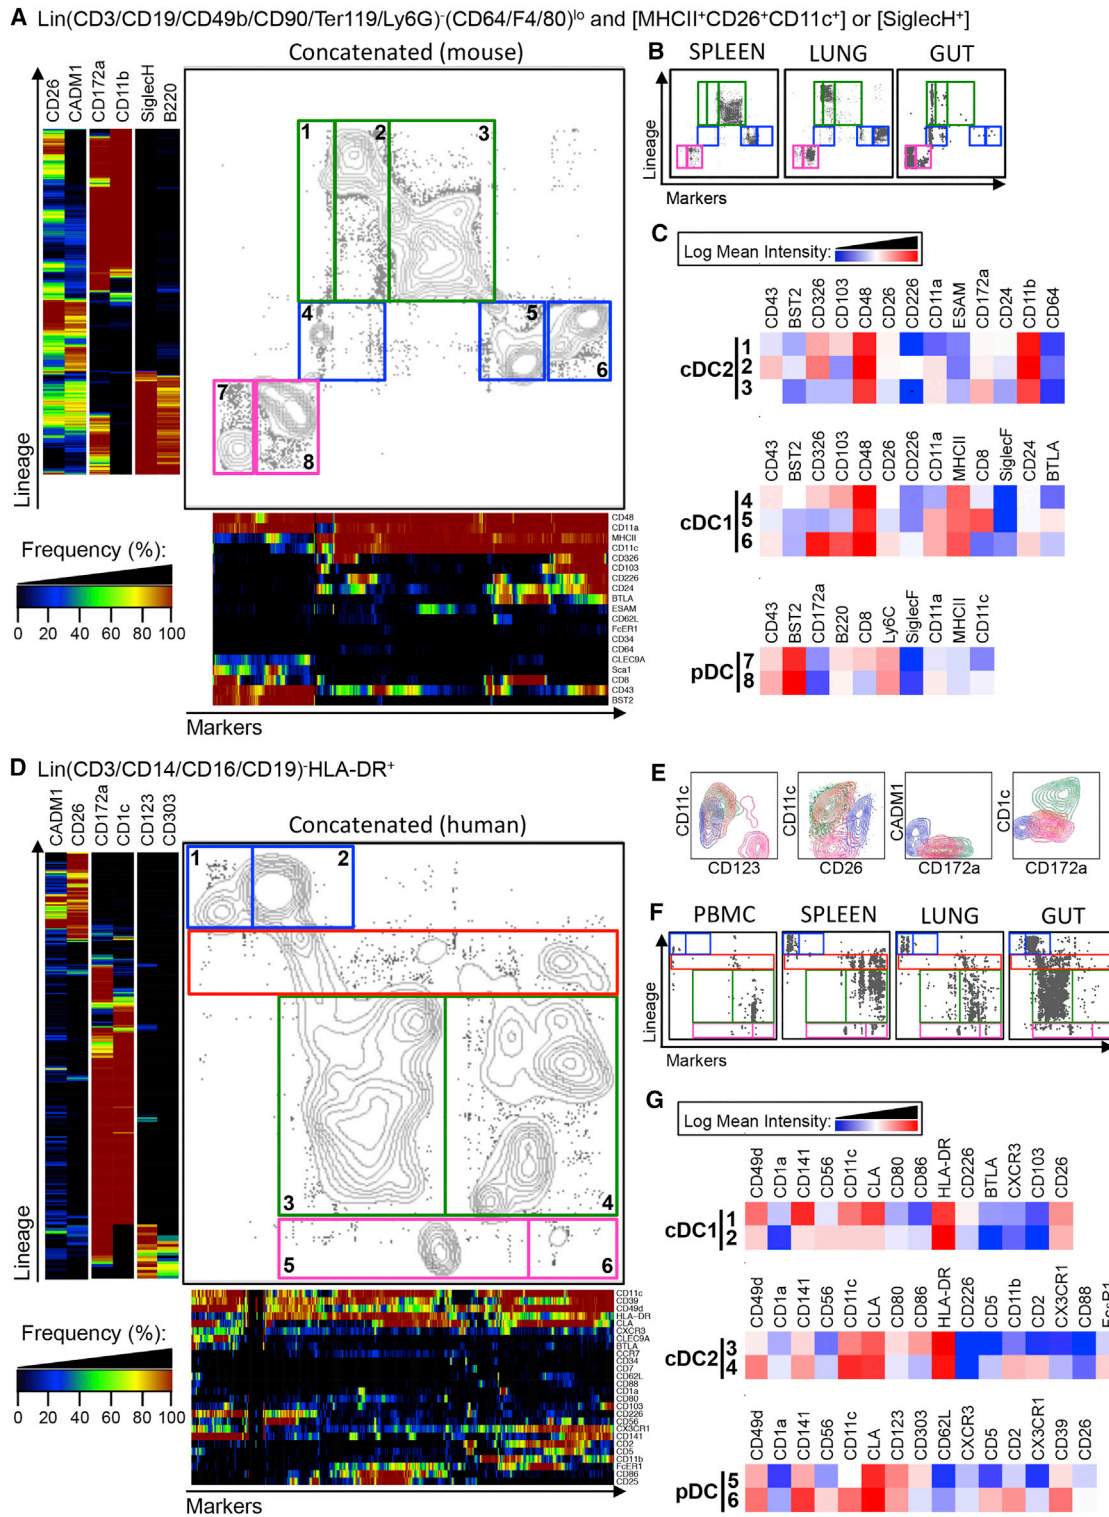 A Lin(CD3/CD19/CD49b/CD90/Ter119/Ly6G)⁻(CD64/F4/80)ˡᵒ and [MHCII⁺CD26⁺CD11c⁺] or [SiglecH⁺]
Concatenated (mouse)
CD26
CADM1
CD172a
CD11b
SiglecH
B220
Lineage
1
2
3
4
5
6
7
8
Frequency (%):
0 20 40 60 80 100
CD48
CD11a
MHCII
CD11c
CD326
CD103
CD226
CD24
BTLA
ESAM
CD62L
FcER1
CD34
CD64
CLEC9A
Sca1
CD8
CD43
BST2
Markers
B SPLEEN LUNG GUT
Lineage
Markers
C
Log Mean Intensity:
CD43 BST2 CD326 CD103 CD48 CD26 CD226 CD11a ESAM CD172a CD24 CD11b CD64
cDC2
1
2
3
CD43 BST2 CD326 CD103 CD48 CD26 CD226 CD11a MHCII CD8 SiglecF CD24 BTLA
cDC1
4
5
6
CD43 BST2 CD172a B220 CD8 Ly6C SiglecF CD11a MHCII CD11c
pDC
7
8
D Lin(CD3/CD14/CD16/CD19)⁻HLA-DR⁺
Concatenated (human)
CADM1
CD26
CD172a
CD1c
CD123
CD303
Lineage
1
2
3
4
5
6
Frequency (%):
0 20 40 60 80 100
CD11c
CD39
CD49d
HLA-DR
CLA
CXCR3
CLEC9A
BTLA
CCR7
CD34
CD7
CD62L
CD88
CD1a
CD80
CD103
CD226
CD56
CX3CR1
CD141
CD2
CD5
CD11b
FcER1
CD86
CD25
Markers
E
CD11c
CD123
CD11c
CD26
CADM1
CD172a
CD1c
CD172a
F
PBMC SPLEEN LUNG GUT
Lineage
Markers
G
Log Mean Intensity:
CD49d CD1a CD141 CD56 CD11c CLA CD80 CD86 HLA-DR CD226 BTLA CXCR3 CD103 CD26
cDC1
1
2
CD49d CD1a CD141 CD56 CD11c CLA CD80 CD86 HLA-DR CD226 CD5 CD11b CD2 CX3CR1 CD88
cDC2
3
4
CD49d CD1a CD141 CD56 CD11c CLA CD123 CD303 CD62L CXCR3 CD5 CD2 CX3CR1 CD39 CD26
pDC
5
6